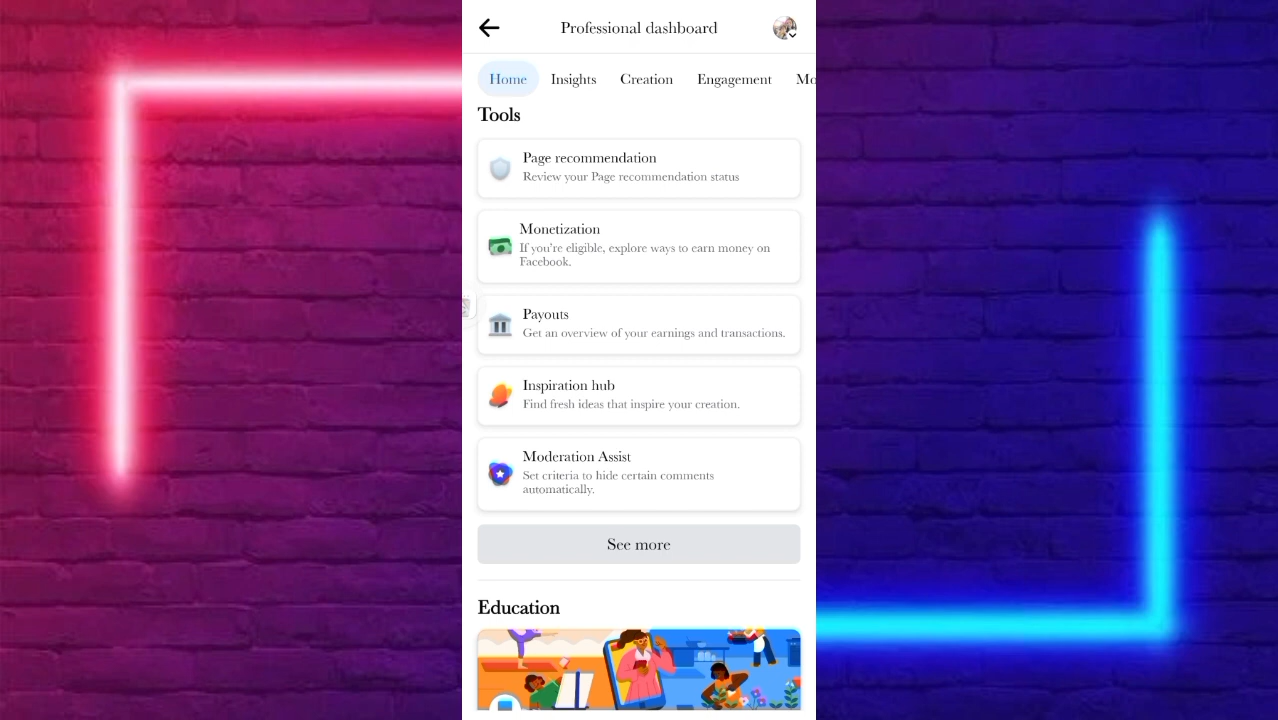 Professional dashboard
Home Insights Creation Engagement Mo
Tools
Page recommendation
Review your Page recommendation status
Monetization
If you're eligible, explore ways to earn money on
Facebook.
Payouts
Get an overview of your earnings and transactions.
Inspiration hub
Find fresh ideas that inspire your creation.
Moderation Assist
Set criteria to hide certain comments
automatically.
See more
Education